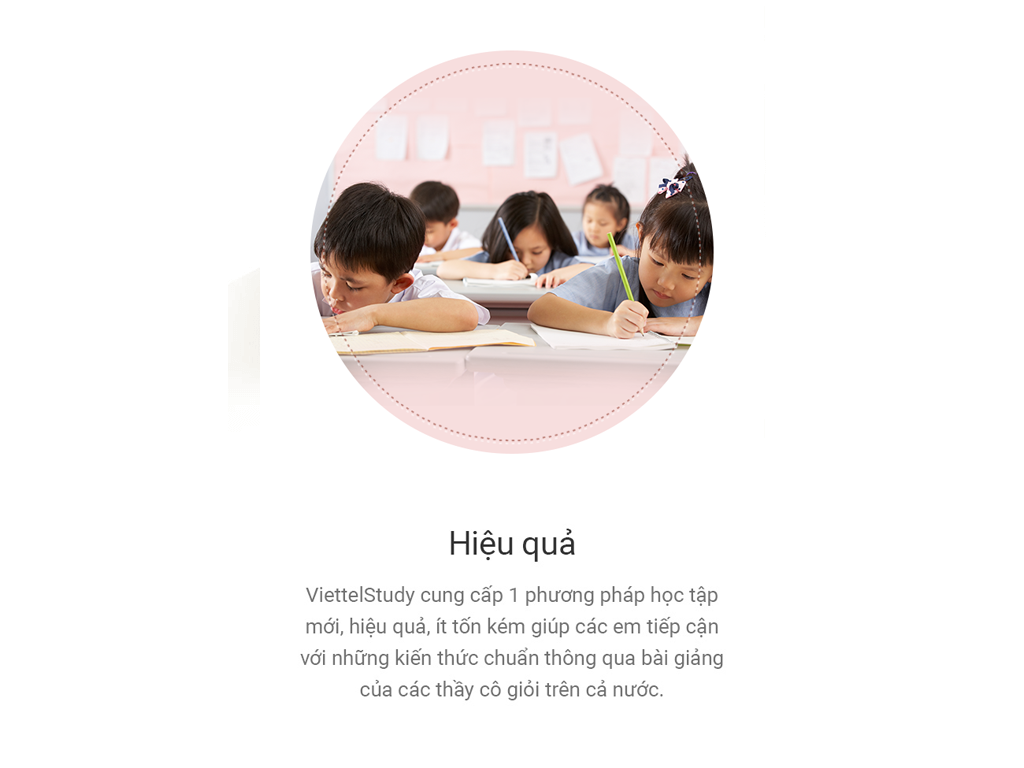 Hiệu quả
ViettelStudy cung cấp 1 phương pháp học tập
mới, hiệu quả, ít tốn kém giúp các em tiếp cận
với những kiến thức chuẩn thông qua bài giảng
của các thầy cô giỏi trên cả nước.